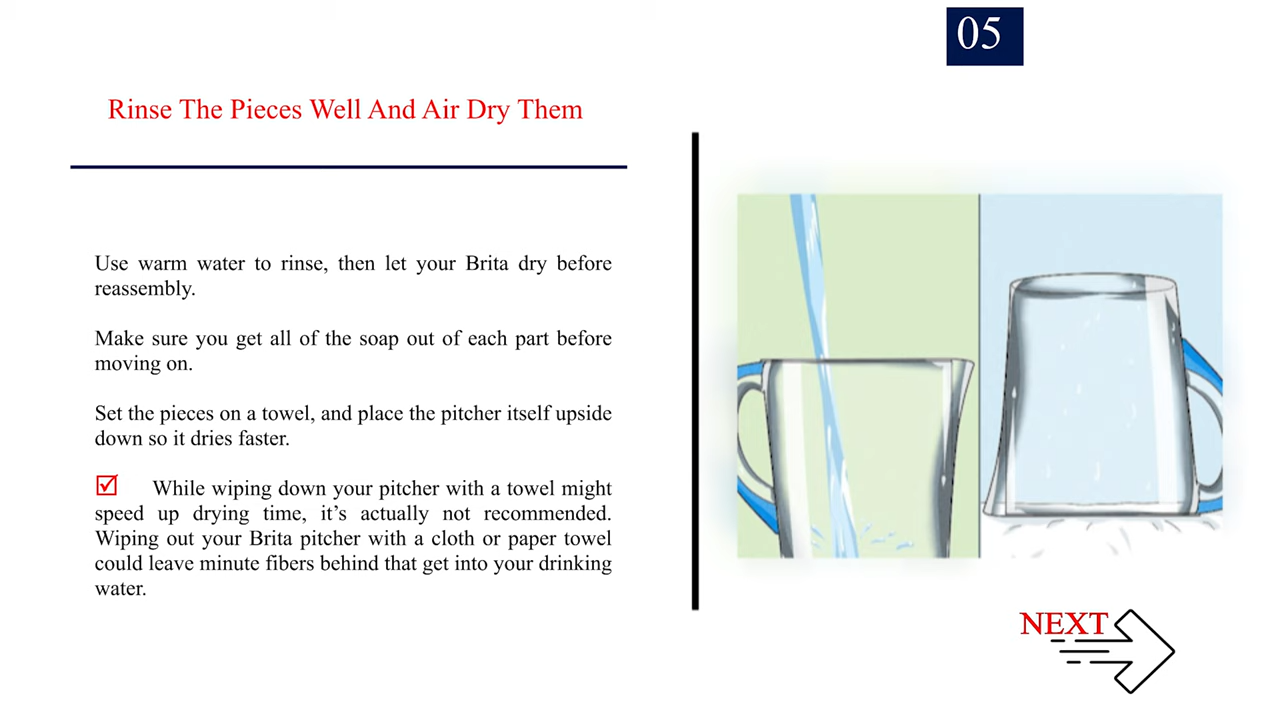 05
Rinse The Pieces Well And Air Dry Them
Use warm water to rinse, then let your Brita dry before
reassembly.
Make sure you get all of the soap out of each part before
moving on.
Set the pieces on a towel, and place the pitcher itself upside
down so it dries faster.
While wiping down your pitcher with a towel might
speed up drying time, it’s actually not recommended.
Wiping out your Brita pitcher with a cloth or paper towel
could leave minute fibers behind that get into your drinking
water.
NEXT